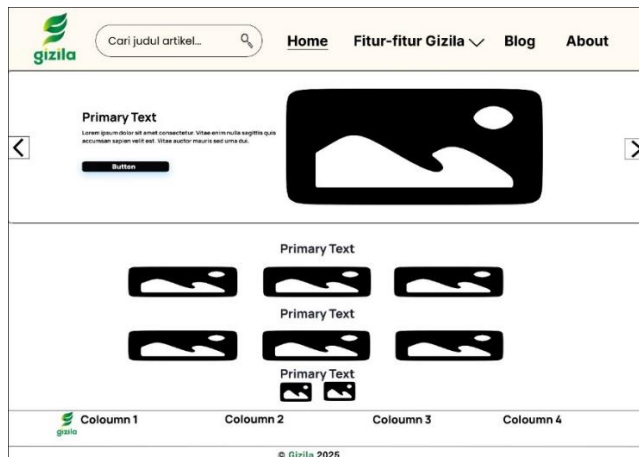 gizila
Cari judul artikel...
Home
Fitur-fitur Gizila
Blog
About
Primary Text
Lorem ipsum dolor sit amet consectetur. Vitae enim nulla sagittis quis
accumsan sapien velit est. Vitae auctor mauris sed urna dui.
Button
Primary Text
Primary Text
Primary Text
gizila
Coloumn 1
Coloumn 2
Coloumn 3
Coloumn 4
© Gizila 2025